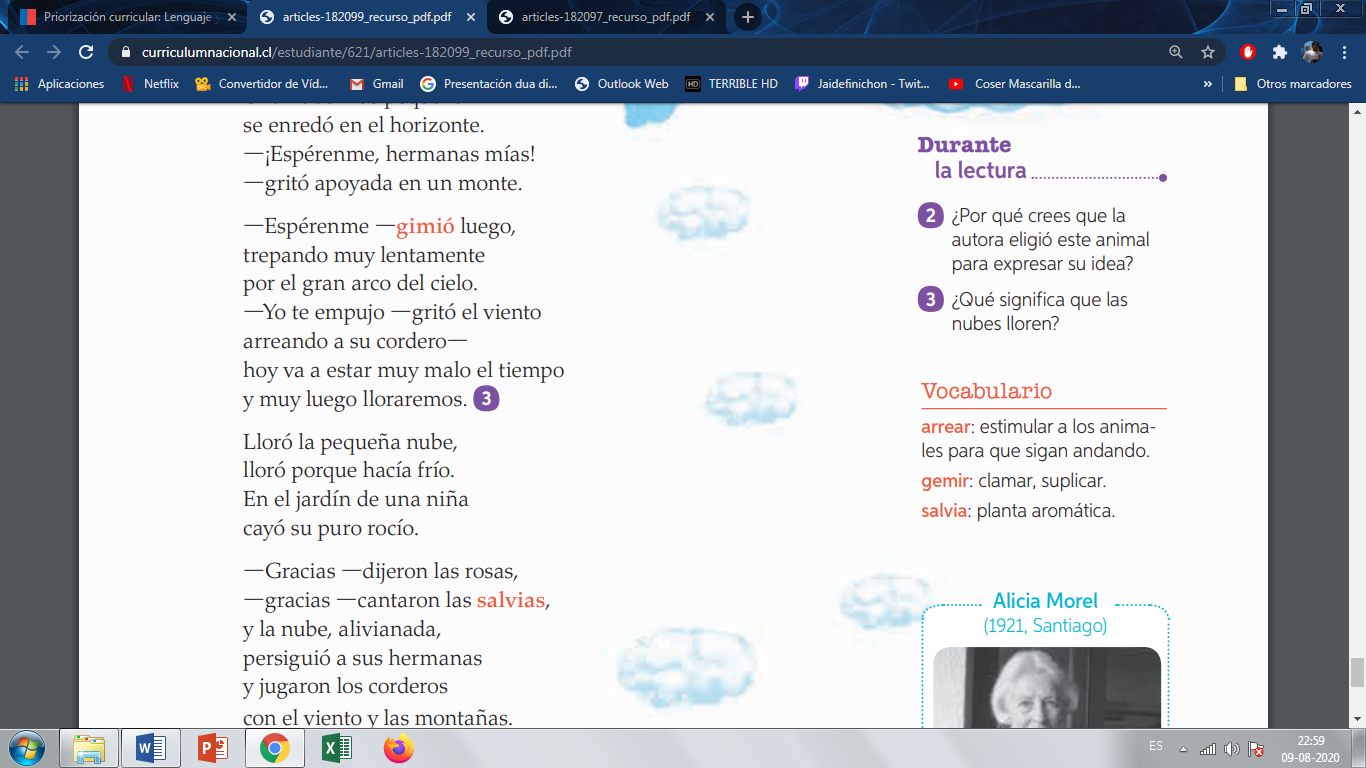 Priorización curricular: Lenguaje
articles-182099_recurso_pdf.pdf
articles-182097_recurso_pdf.pdf
curriculumnacional.cl/estudiante/621/articles-182099_recurso_pdf.pdf
Aplicaciones
Netflix
Convertidor de Víd...
Gmail
Presentación dua di...
Outlook Web
HD
TERRIBLE HD
Jaidefinichon - Twit...
Coser Mascarilla d...
»
Otros marcadores
se enredó en el horizonte.
—¡Espérenme, hermanas mías!
—gritó apoyada en un monte.
—Espérenme —gimió luego,
trepando muy lentamente
por el gran arco del cielo.
—Yo te empujo —gritó el viento
arreando a su cordero—
hoy va a estar muy malo el tiempo
y muy luego lloraremos. 3
Lloró la pequeña nube,
lloró porque hacía frío.
En el jardín de una niña
cayó su puro rocío.
—Gracias —dijeron las rosas,
—gracias —cantaron las salvias,
y la nube, alivianada,
persiguió a sus hermanas
y jugaron los corderos
con el viento y las montañas.
Durante
la lectura
2 ¿Por qué crees que la
autora eligió este animal
para expresar su idea?
3 ¿Qué significa que las
nubes lloren?
Vocabulario
arrear: estimular a los anima-
les para que sigan andando.
gemir: clamar, suplicar.
salvia: planta aromática.
Alicia Morel
(1921, Santiago)
ES
22:59
09-08-2020